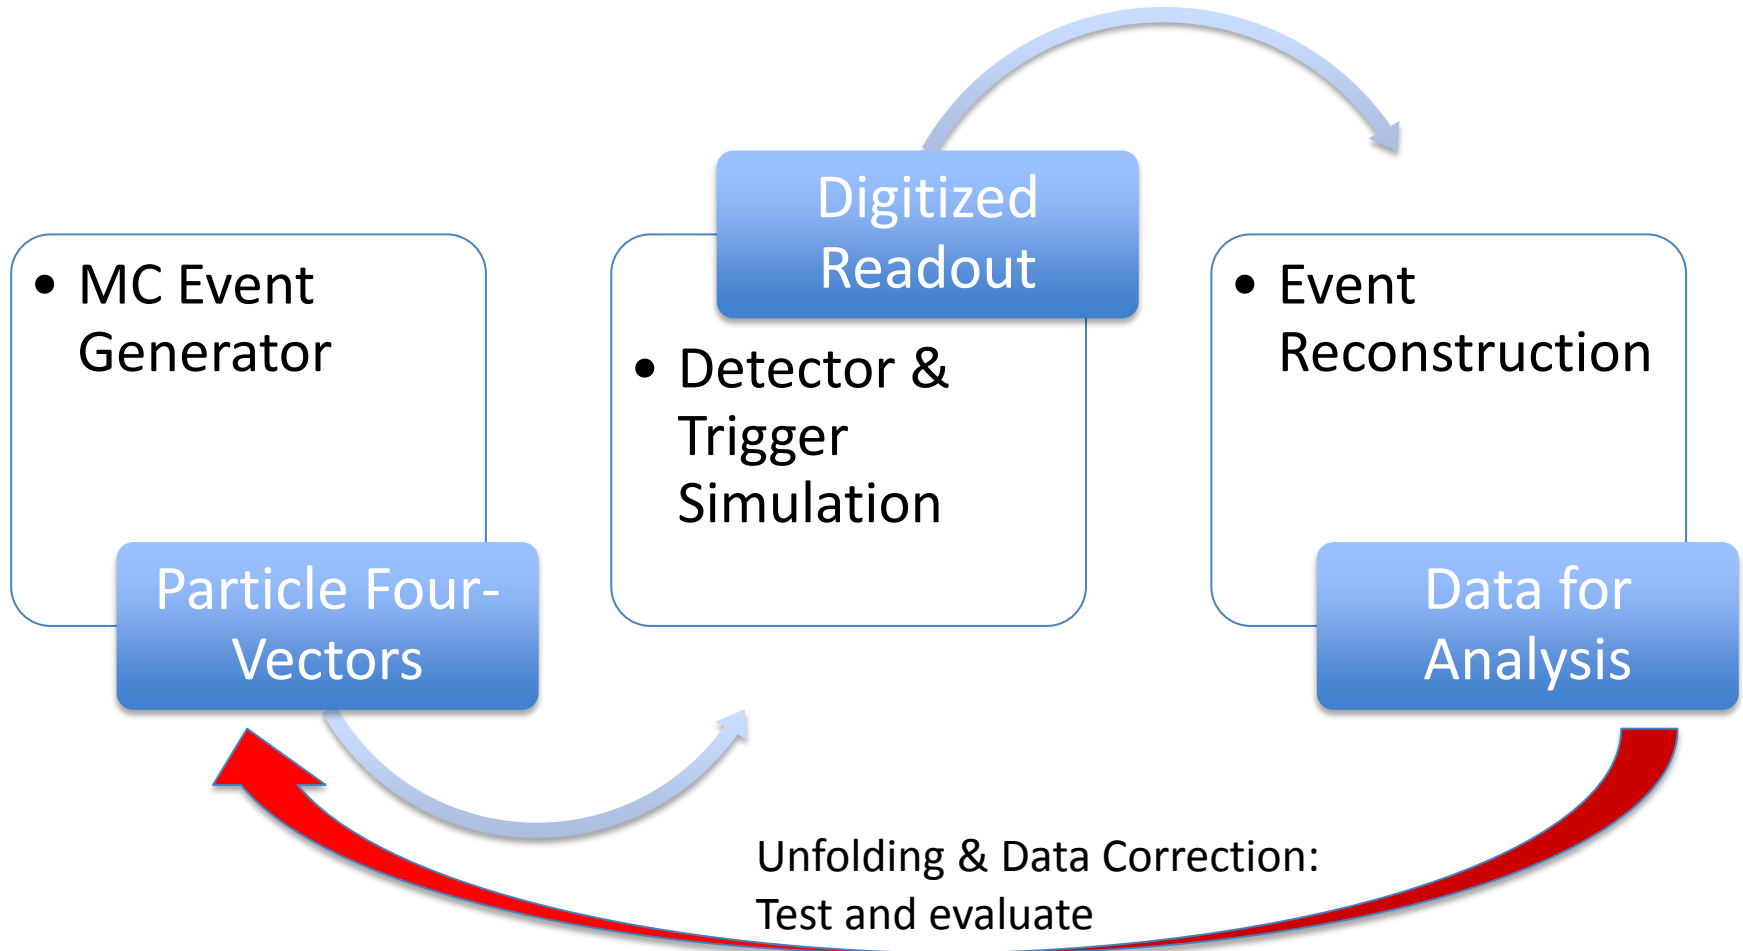 • MC Event
Generator
Particle Four-
Vectors
Digitized
Readout
• Detector &
Trigger
Simulation
• Event
Reconstruction
Data for
Analysis
Unfolding & Data Correction:
Test and evaluate